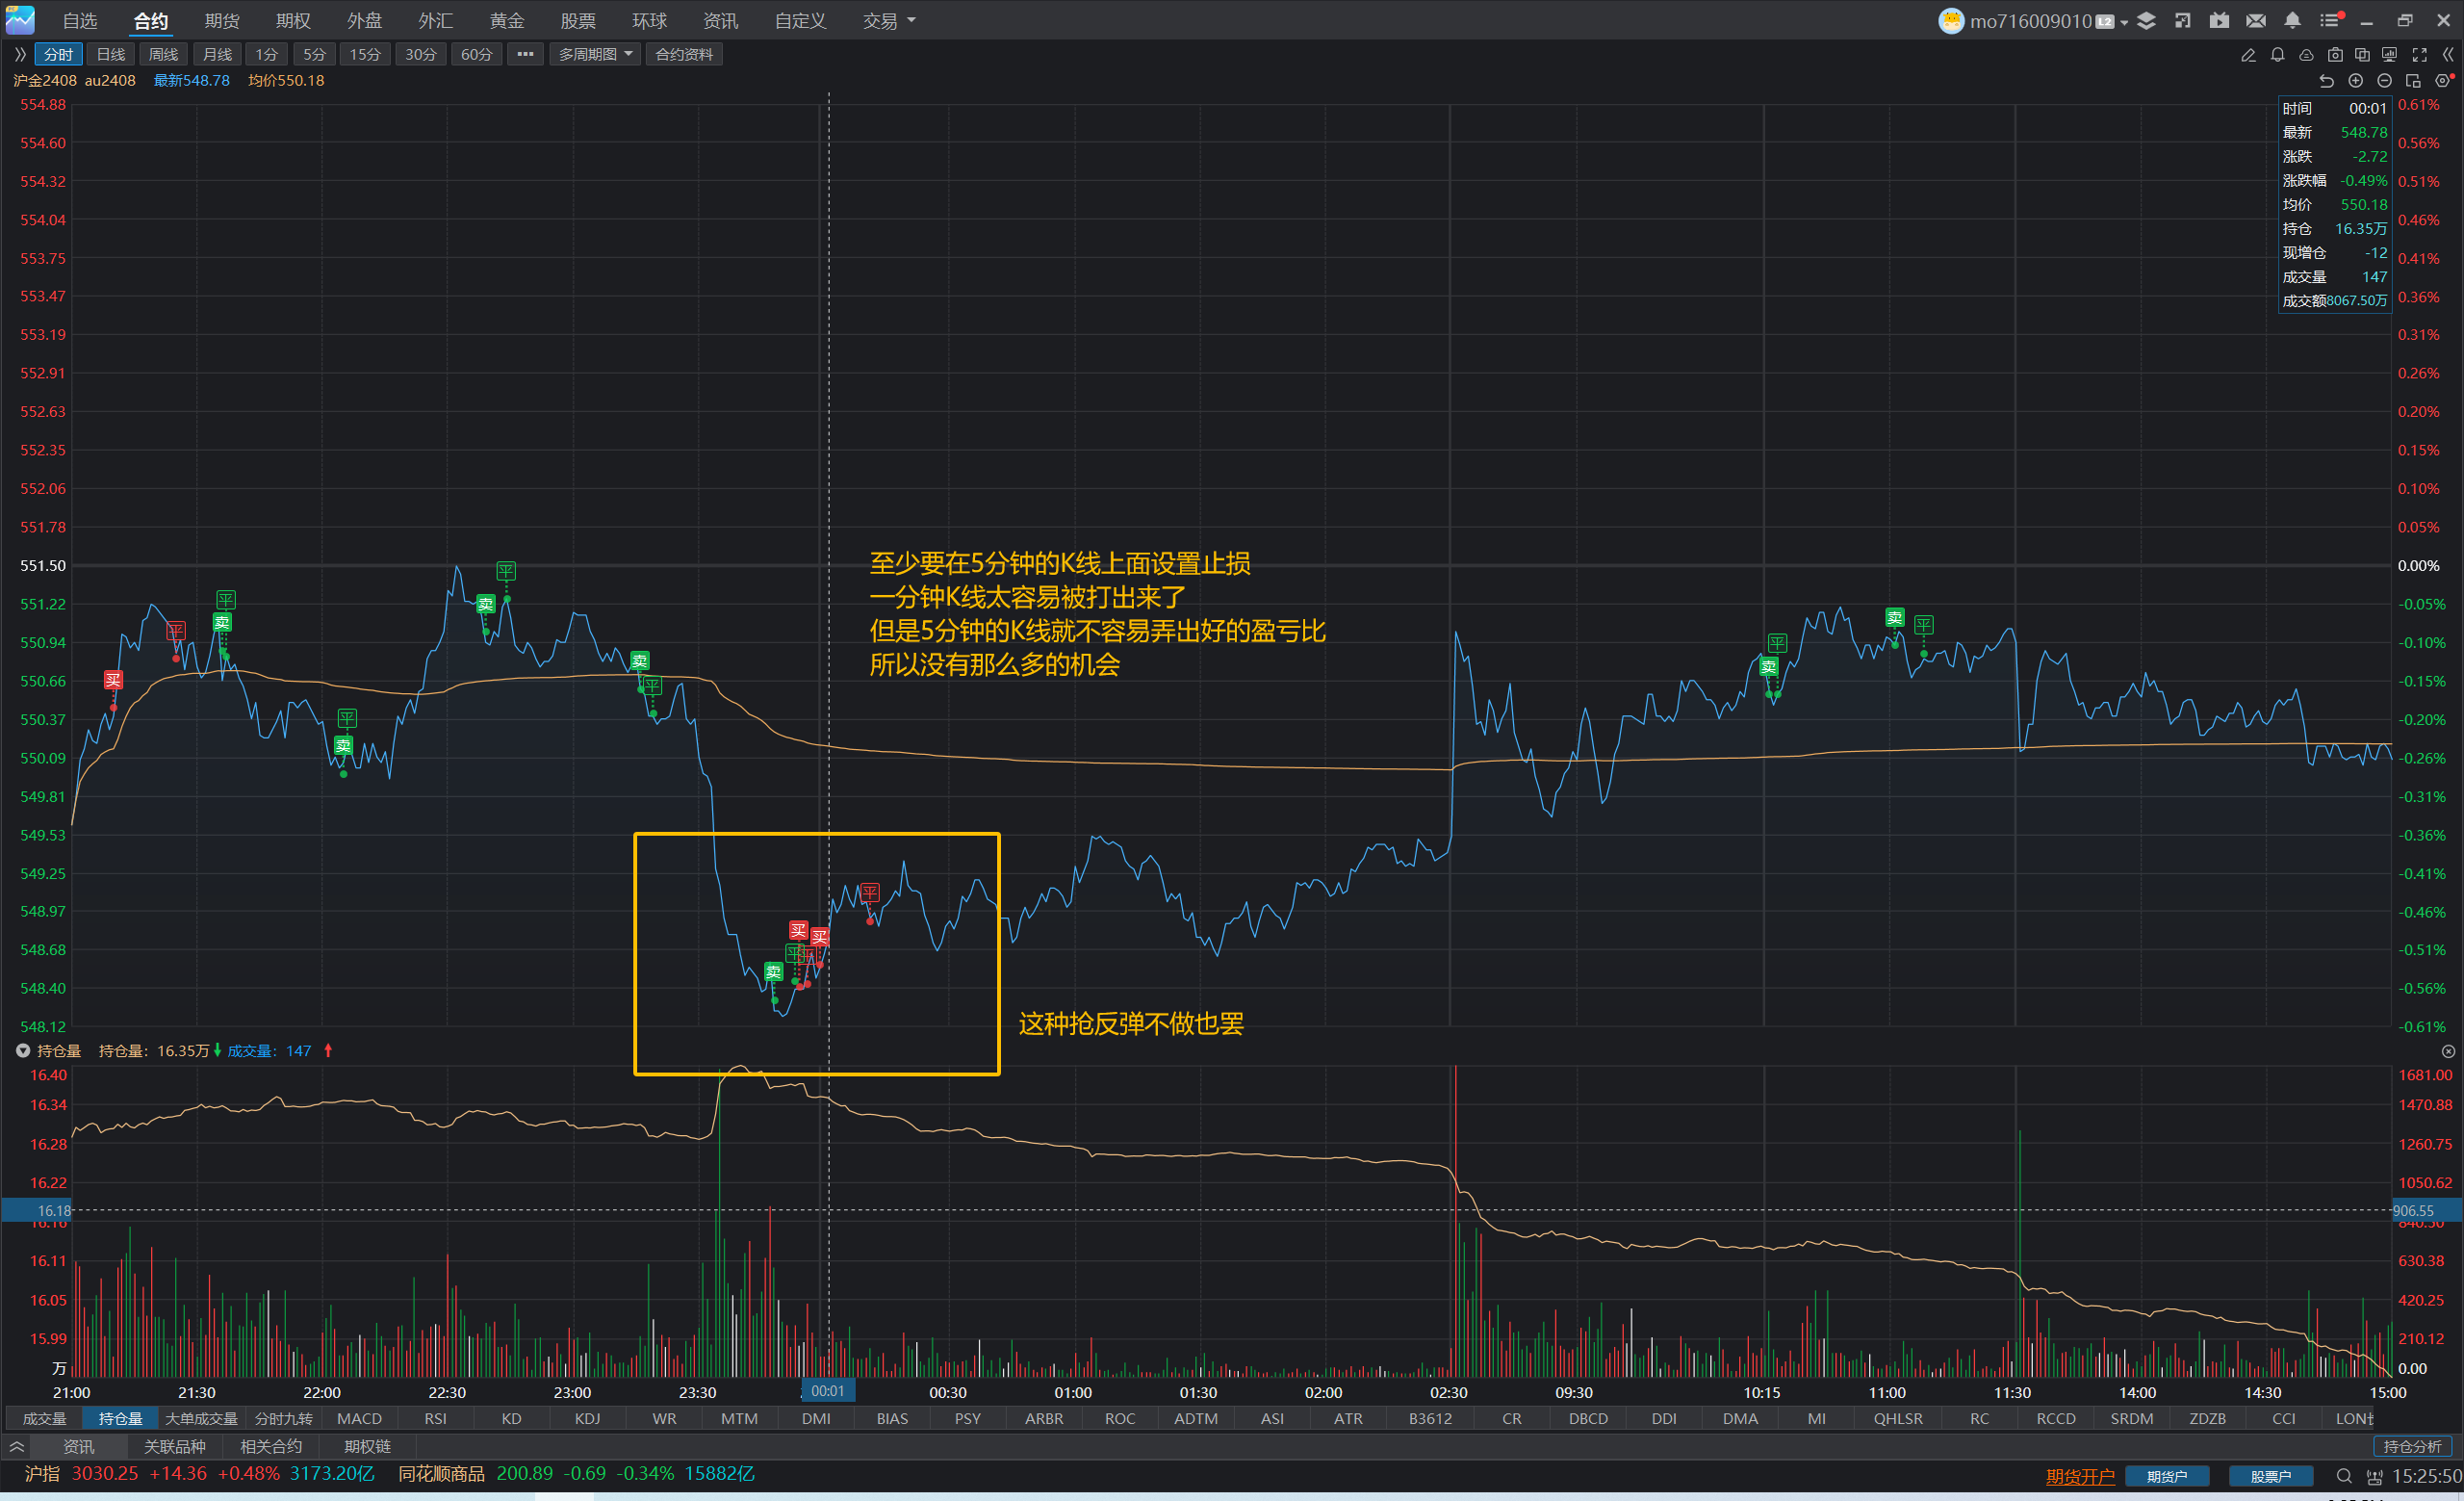 自选 合约 期货 期权 外盘 外汇 黄金 股票 环球 资讯 自定义 交易 mo716009010 L2
分时 日线 周线 月线 1分 5分 15分 30分 60分 ••• 多周期图 合约资料
沪金2408 au2408 最新548.78 均价550.18
554.88 0.61%
554.60 0.56%
554.32 0.51%
554.04 0.46%
553.75 0.41%
553.47 0.36%
553.19 0.31%
552.91 0.26%
552.63 0.20%
552.35 0.15%
552.06 0.10%
551.78 0.05%
551.50 0.00%
551.22 -0.05%
550.94 -0.10%
550.66 -0.15%
550.37 -0.20%
550.09 -0.26%
549.81 -0.31%
549.53 -0.36%
549.25 -0.41%
548.97 -0.46%
548.68 -0.51%
548.40 -0.56%
548.12 -0.61%
时间 00:01
最新 548.78
涨跌 -2.72
涨跌幅 -0.49%
均价 550.18
持仓 16.35万
现增仓 -12
成交量 147
成交额8067.50万
买 平 卖 平 卖 平 卖 平 卖 平 卖 平 买 平 买 平 卖 平 卖 平
至少要在5分钟的K线上面设置止损
一分钟K线太容易被打出来了
但是5分钟的K线就不容易弄出好的盈亏比
所以没有那么多的机会
这种抢反弹不做也罢
持仓量 持仓量：16.35万 成交量：147
16.40 1681.00
16.34 1470.88
16.28 1260.75
16.22 1050.62
16.18 906.55
16.16 840.50
16.11 630.38
16.05 420.25
15.99 210.12
万 0.00
21:00 21:30 22:00 22:30 23:00 23:30 00:01 00:30 01:00 01:30 02:00 02:30 09:30 10:15 11:00 11:30 14:00 14:30 15:00
成交量 持仓量 大单成交量 分时九转 MACD RSI KD KDJ WR MTM DMI BIAS PSY ARBR ROC ADTM ASI ATR B3612 CR DBCD DDI DMA MI QHLSR RC RCCD SRDM ZDZB CCI
资讯 关联品种 相关合约 期权链 持仓分析
沪指 3030.25 +14.36 +0.48% 3173.20亿 同花顺商品 200.89 -0.69 -0.34% 15882亿 期货开户 期货户 股票户 15:25:50